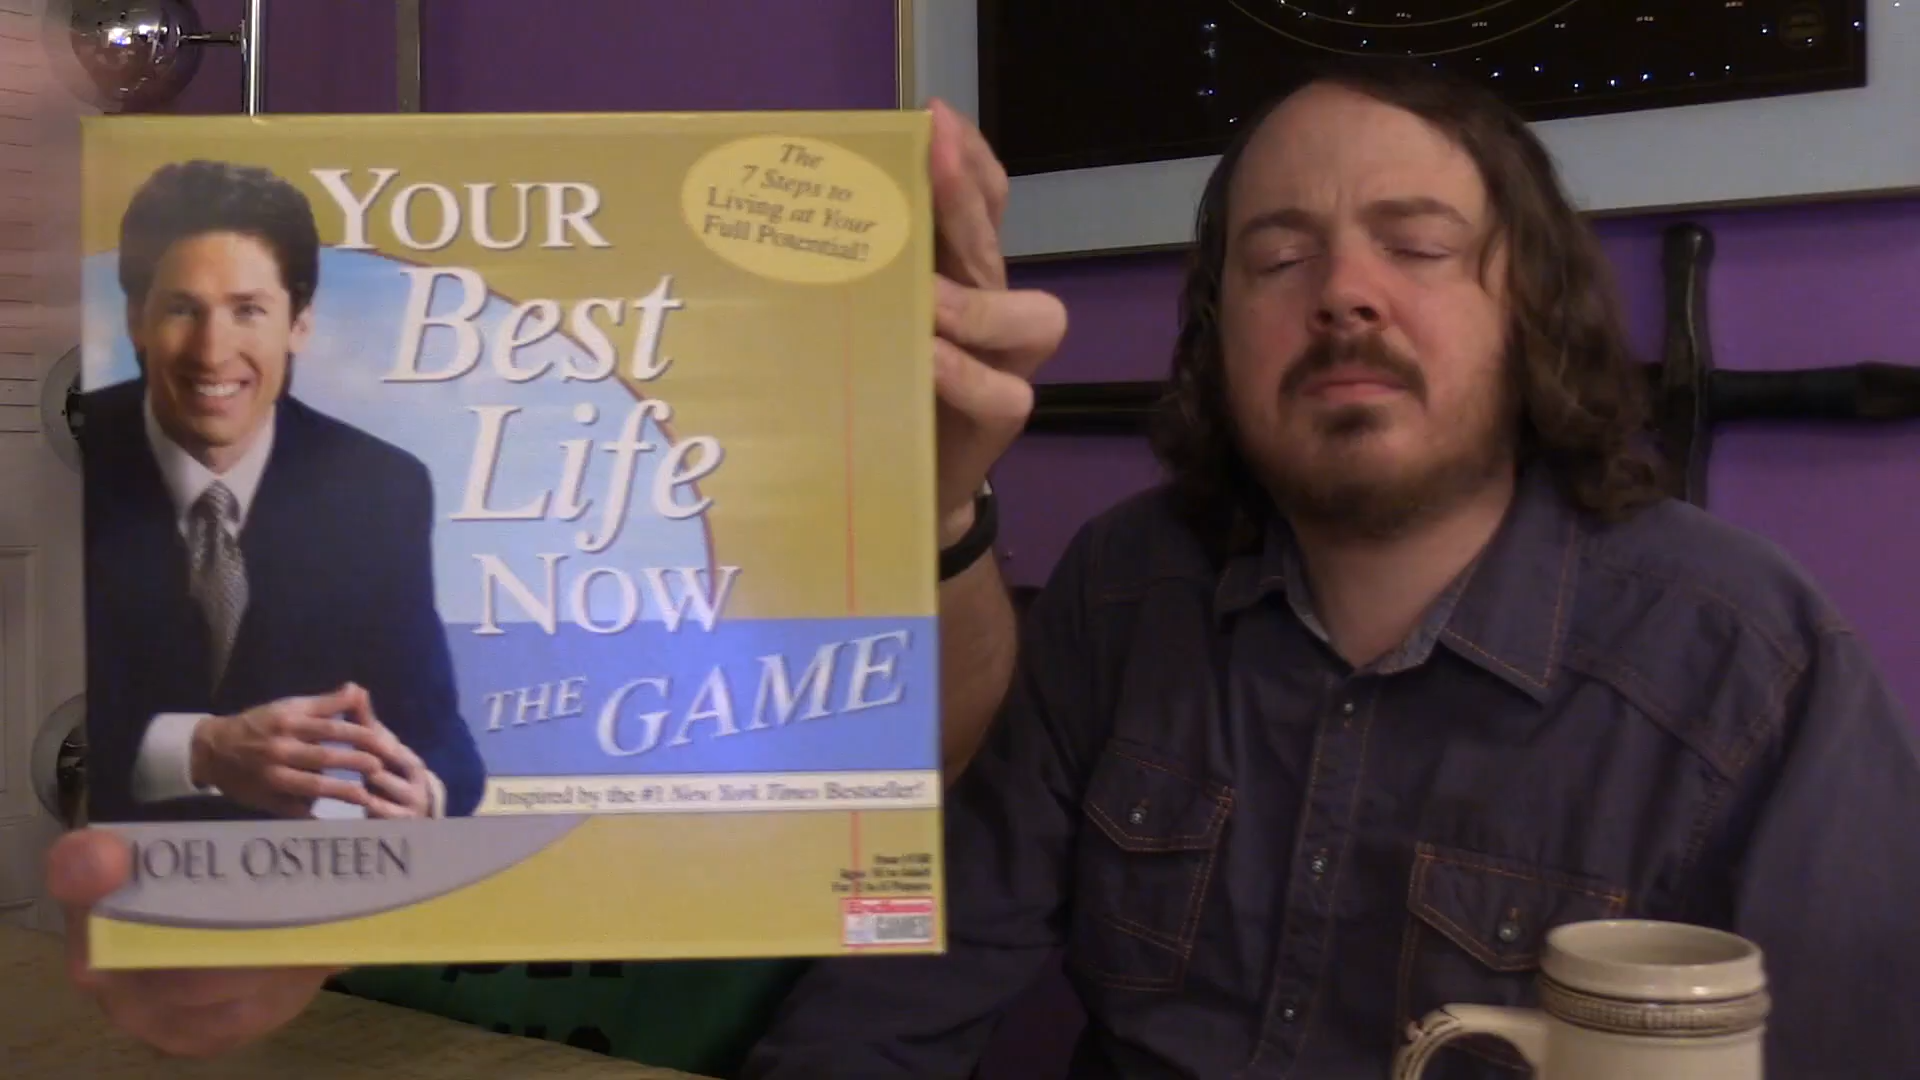 The
7 Steps to
Living at Your
Full Potential!
YOUR
Best
Life
NOW
THE GAME
Inspired by the #1 New York Times Bestseller!
JOEL OSTEEN
GAMES